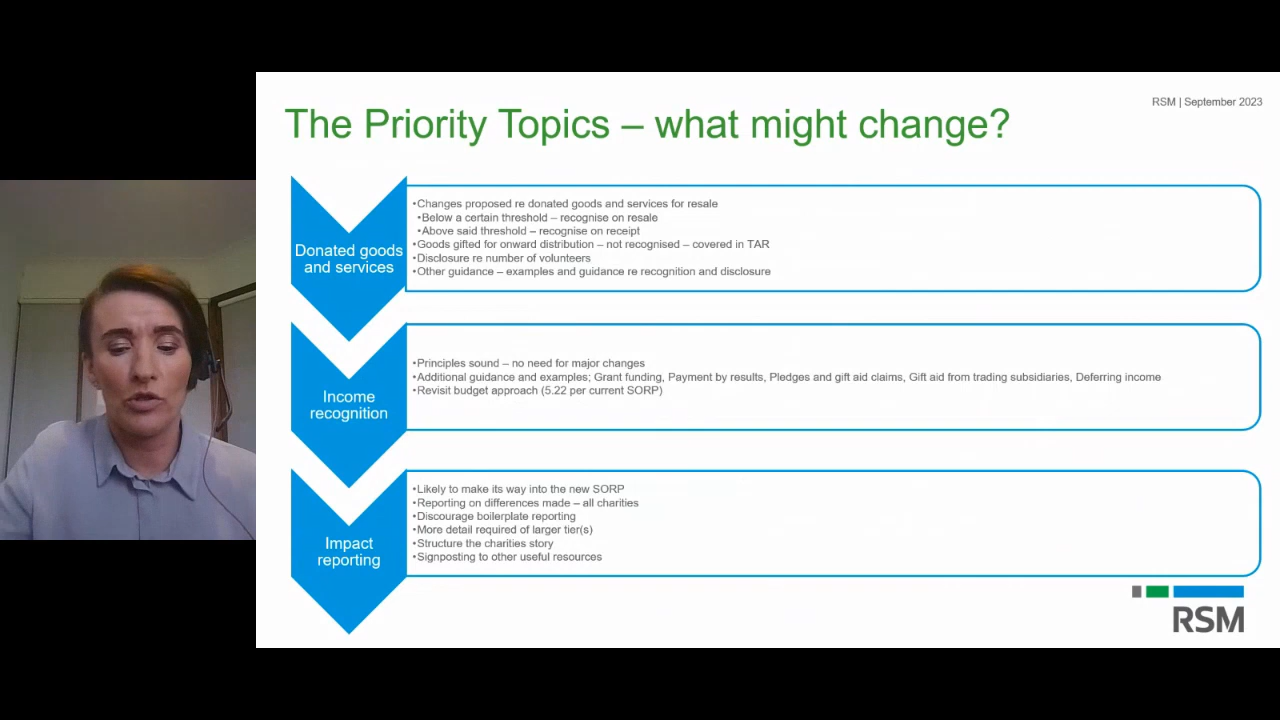 RSM | September 2023
The Priority Topics – what might change?
Donated goods
and services
•Changes proposed re donated goods and services for resale
•Below a certain threshold – recognise on resale
•Above said threshold – recognise on receipt
•Goods gifted for onward distribution – not recognised – covered in TAR
•Disclosure re number of volunteers
•Other guidance – examples and guidance re recognition and disclosure
Income
recognition
•Principles sound – no need for major changes
•Additional guidance and examples; Grant funding, Payment by results, Pledges and gift aid claims, Gift aid from trading subsidiaries, Deferring income
•Revisit budget approach (5.22 per current SORP)
Impact
reporting
•Likely to make its way into the new SORP
•Reporting on differences made – all charities
•Discourage boilerplate reporting
•More detail required of larger tier(s)
•Structure the charities story
•Signposting to other useful resources
RSM